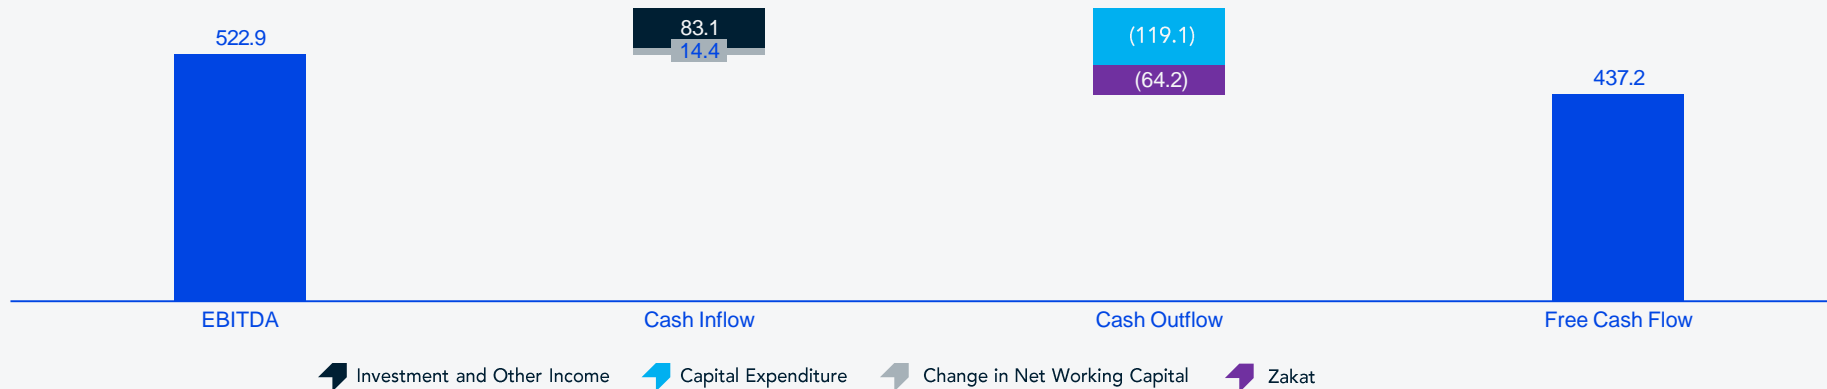 522.9
83.1
14.4
(119.1)
(64.2)
437.2
EBITDA
Cash Inflow
Cash Outflow
Free Cash Flow
Investment and Other Income
Capital Expenditure
Change in Net Working Capital
Zakat